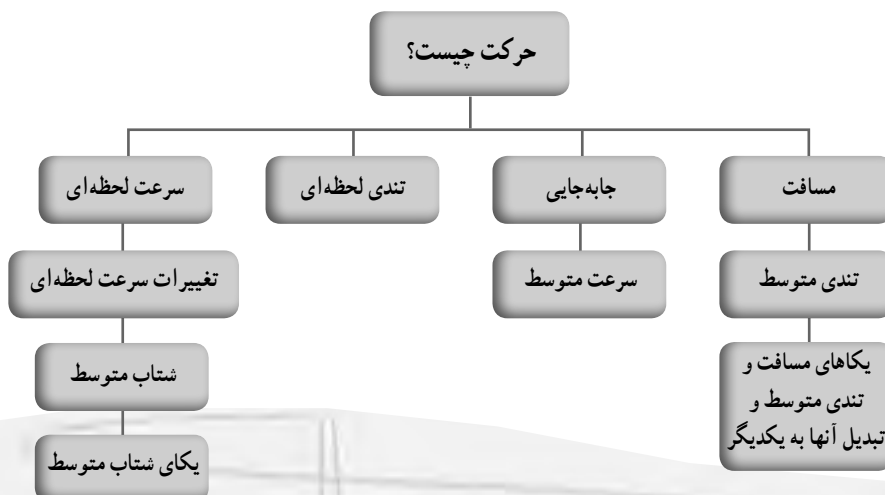 حرکت چیست؟
مسافت
جابه‌جایی
تندی لحظه‌ای
سرعت لحظه‌ای
تندی متوسط
سرعت متوسط
تغییرات سرعت لحظه‌ای
یکاهای مسافت و
تندی متوسط و
تبدیل آنها به یکدیگر
شتاب متوسط
یکای شتاب متوسط